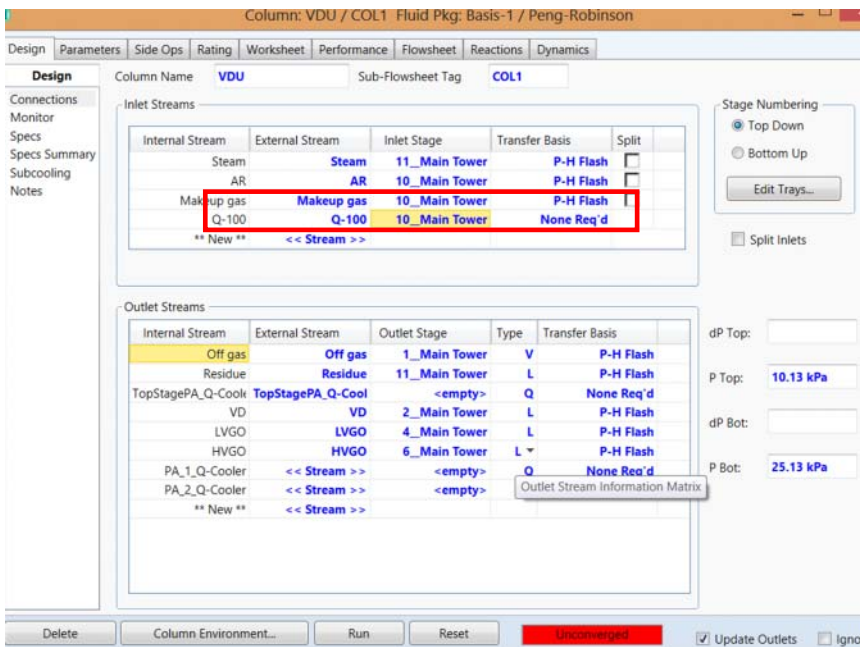 Column: VDU / COL1 Fluid Pkg: Basis-1 / Peng-Robinson
Design Parameters Side Ops Rating Worksheet Performance Flowsheet Reactions Dynamics
Design
Connections
Monitor
Specs
Specs Summary
Subcooling
Notes
Column Name VDU Sub-Flowsheet Tag COL1
Inlet Streams
Internal Stream External Stream Inlet Stage Transfer Basis Split
Steam Steam 11__Main Tower P-H Flash
AR AR 10__Main Tower P-H Flash
Makeup gas Makeup gas 10__Main Tower P-H Flash
Q-100 Q-100 10__Main Tower None Req'd
** New ** << Stream >>
Stage Numbering
Top Down
Bottom Up
Edit Trays...
Split Inlets
Outlet Streams
Internal Stream External Stream Outlet Stage Type Transfer Basis
Off gas Off gas 1__Main Tower V P-H Flash
Residue Residue 11__Main Tower L P-H Flash
TopStagePA_Q-Coole TopStagePA_Q-Cool <empty> Q None Req'd
VD VD 2__Main Tower L P-H Flash
LVGO LVGO 4__Main Tower L P-H Flash
HVGO HVGO 6__Main Tower L P-H Flash
PA_1_Q-Cooler << Stream >> <empty> Q None Req'd
PA_2_Q-Cooler << Stream >> <empty>
** New ** << Stream >>
Outlet Stream Information Matrix
dP Top:
P Top: 10.13 kPa
dP Bot:
P Bot: 25.13 kPa
Delete Column Environment... Run Reset Unconverged Update Outlets Igno